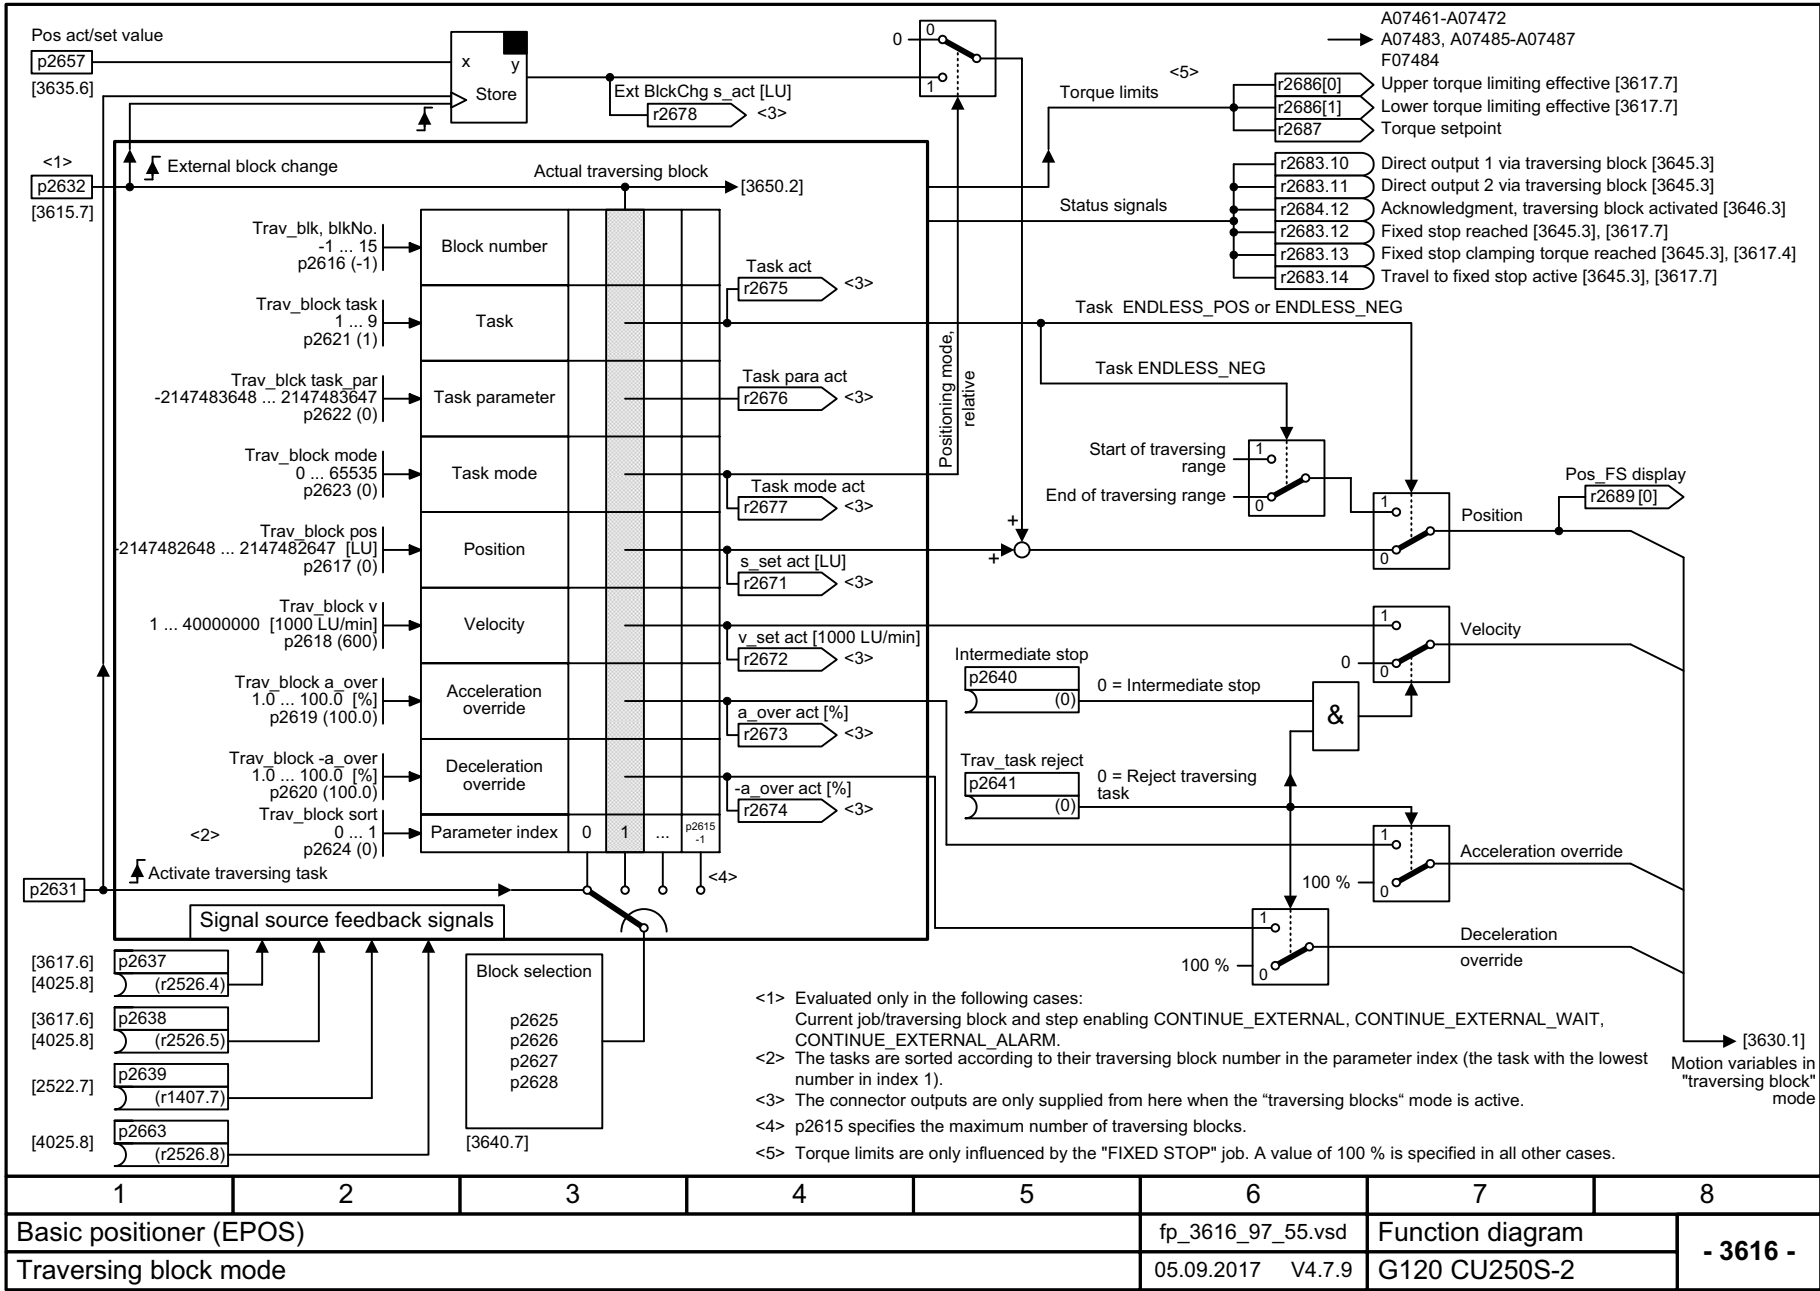 Pos act/set value
p2657
[3635.6]
x
y
Store
Ext BlckChg s_act [LU]
r2678
<3>
0
0
1
A07461-A07472
A07483, A07485-A07487
F07484
<5>
Torque limits
r2686[0]
Upper torque limiting effective [3617.7]
r2686[1]
Lower torque limiting effective [3617.7]
r2687
Torque setpoint
<1>
p2632
[3615.7]
External block change
Actual traversing block
[3650.2]
Status signals
r2683.10
Direct output 1 via traversing block [3645.3]
r2683.11
Direct output 2 via traversing block [3645.3]
r2684.12
Acknowledgment, traversing block activated [3646.3]
r2683.12
Fixed stop reached [3645.3], [3617.7]
r2683.13
Fixed stop clamping torque reached [3645.3], [3617.4]
r2683.14
Travel to fixed stop active [3645.3], [3617.7]
Trav_blk, blkNo.
-1 ... 15
p2616 (-1)
Block number
Trav_block task
1 ... 9
p2621 (1)
Task
Task act
r2675
<3>
Task ENDLESS_POS or ENDLESS_NEG
Task ENDLESS_NEG
Trav_blck task_par
-2147483648 ... 2147483647
p2622 (0)
Task parameter
Task para act
r2676
<3>
Positioning mode,
relative
Trav_block mode
0 ... 65535
p2623 (0)
Task mode
Task mode act
r2677
<3>
Start of traversing
range
End of traversing range
1
0
Pos_FS display
r2689 [0]
1
0
Position
Trav_block pos
-2147482648 ... 2147482647 [LU]
p2617 (0)
Position
s_set act [LU]
r2671
<3>
+
+
Trav_block v
1 ... 40000000 [1000 LU/min]
p2618 (600)
Velocity
v_set act [1000 LU/min]
r2672
<3>
1
0
0
Velocity
Intermediate stop
p2640
(0)
0 = Intermediate stop
&
Trav_block a_over
1.0 ... 100.0 [%]
p2619 (100.0)
Acceleration
override
a_over act [%]
r2673
<3>
Trav_task reject
p2641
(0)
0 = Reject traversing
task
Trav_block -a_over
1.0 ... 100.0 [%]
p2620 (100.0)
Deceleration
override
-a_over act [%]
r2674
<3>
Trav_block sort
0 ... 1
p2624 (0)
<2>
Parameter index
0
1
...
p2615
-1
1
100 %
0
Acceleration override
p2631
Activate traversing task
<4>
Signal source feedback signals
1
100 %
0
Deceleration
override
[3617.6]
[4025.8]
p2637
(r2526.4)
[3617.6]
[4025.8]
p2638
(r2526.5)
[2522.7]
p2639
(r1407.7)
[4025.8]
p2663
(r2526.8)
Block selection
p2625
p2626
p2627
p2628
[3640.7]
<1> Evaluated only in the following cases:
Current job/traversing block and step enabling CONTINUE_EXTERNAL, CONTINUE_EXTERNAL_WAIT,
CONTINUE_EXTERNAL_ALARM.
<2> The tasks are sorted according to their traversing block number in the parameter index (the task with the lowest
number in index 1).
<3> The connector outputs are only supplied from here when the “traversing blocks“ mode is active.
<4> p2615 specifies the maximum number of traversing blocks.
<5> Torque limits are only influenced by the "FIXED STOP" job. A value of 100 % is specified in all other cases.
[3630.1]
Motion variables in
"traversing block"
mode
1 2 3 4 5 6 7 8
Basic positioner (EPOS)
fp_3616_97_55.vsd
Function diagram
- 3616 -
Traversing block mode
05.09.2017 V4.7.9
G120 CU250S-2